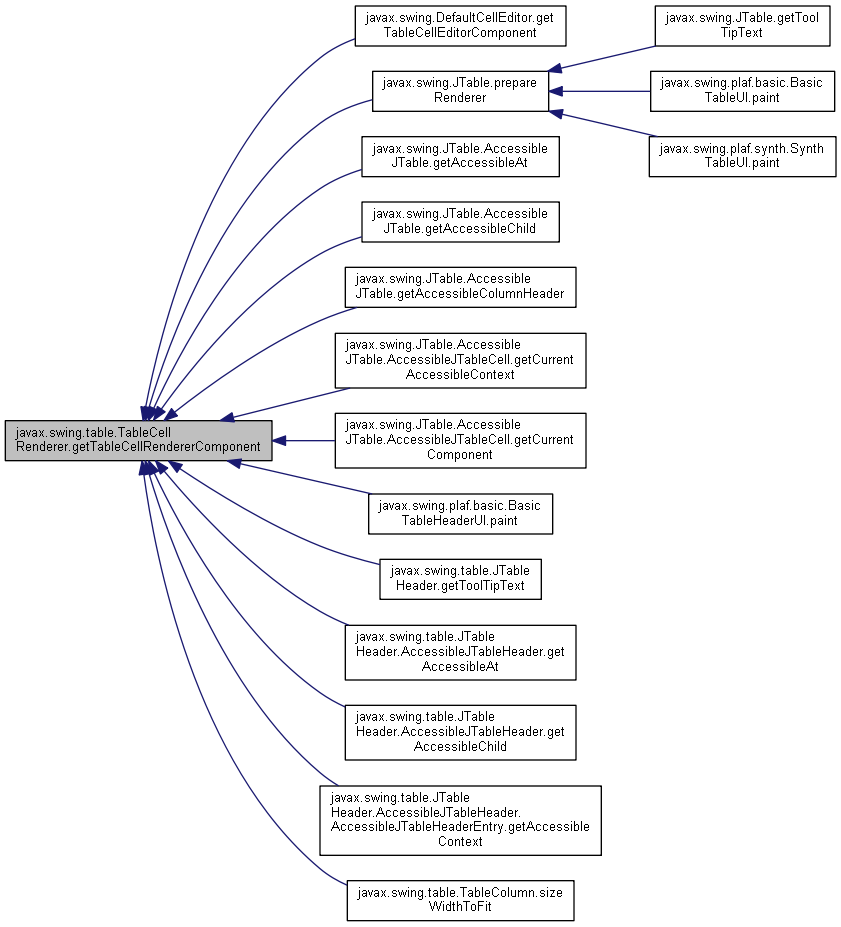 javax.swing.DefaultCellEditor.get
TableCellEditorComponent
javax.swing.JTable.getTool
TipText
javax.swing.JTable.prepare
Renderer
javax.swing.plaf.basic.Basic
TableUI.paint
javax.swing.plaf.synth.Synth
TableUI.paint
javax.swing.JTable.Accessible
JTable.getAccessibleAt
javax.swing.JTable.Accessible
JTable.getAccessibleChild
javax.swing.JTable.Accessible
JTable.getAccessibleColumnHeader
javax.swing.JTable.Accessible
JTable.AccessibleJTableCell.getCurrent
AccessibleContext
javax.swing.table.TableCell
Renderer.getTableCellRendererComponent
javax.swing.JTable.Accessible
JTable.AccessibleJTableCell.getCurrent
Component
javax.swing.plaf.basic.Basic
TableHeaderUI.paint
javax.swing.table.JTable
Header.getToolTipText
javax.swing.table.JTable
Header.AccessibleJTableHeader.get
AccessibleAt
javax.swing.table.JTable
Header.AccessibleJTableHeader.get
AccessibleChild
javax.swing.table.JTable
Header.AccessibleJTableHeader.
AccessibleJTableHeaderEntry.getAccessible
Context
javax.swing.table.TableColumn.size
WidthToFit